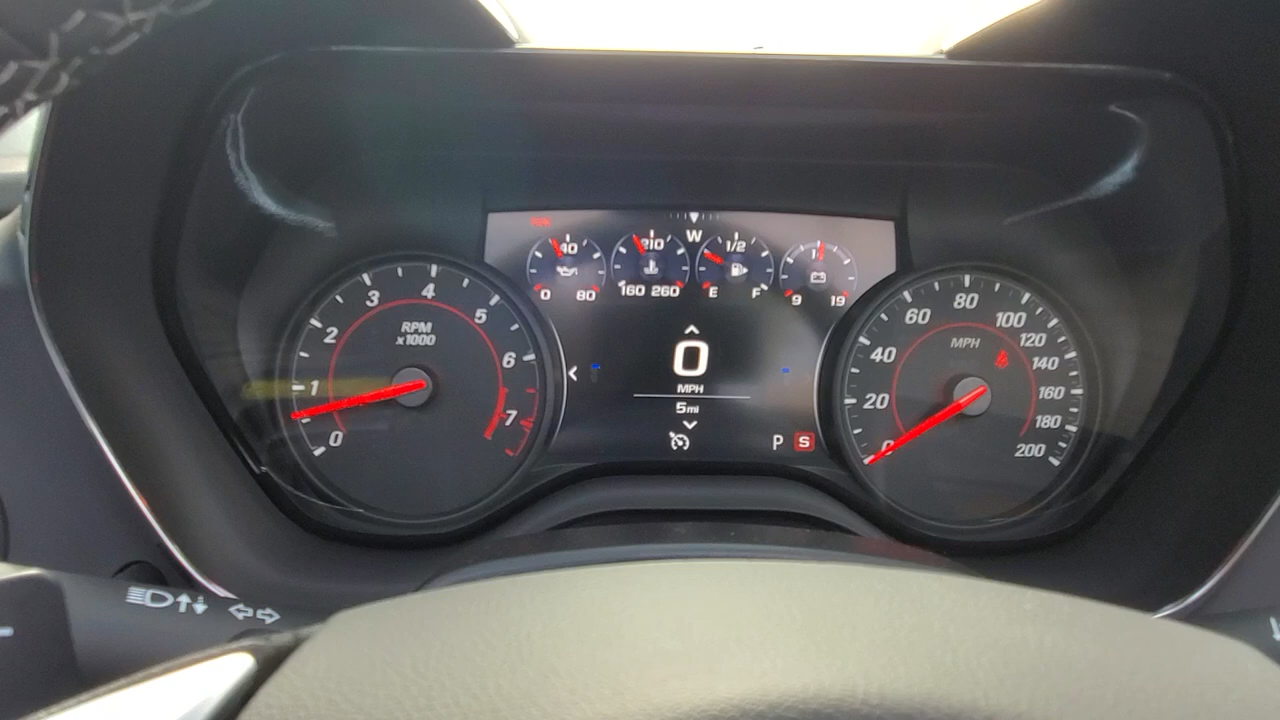 W
40
0 80
210
160 260
1/2
E F
9 19
0
MPH
5mi
P S
RPM
x1000
0 1 2 3 4 5 6 7
MPH
0 20 40 60 80 100 120 140 160 180 200